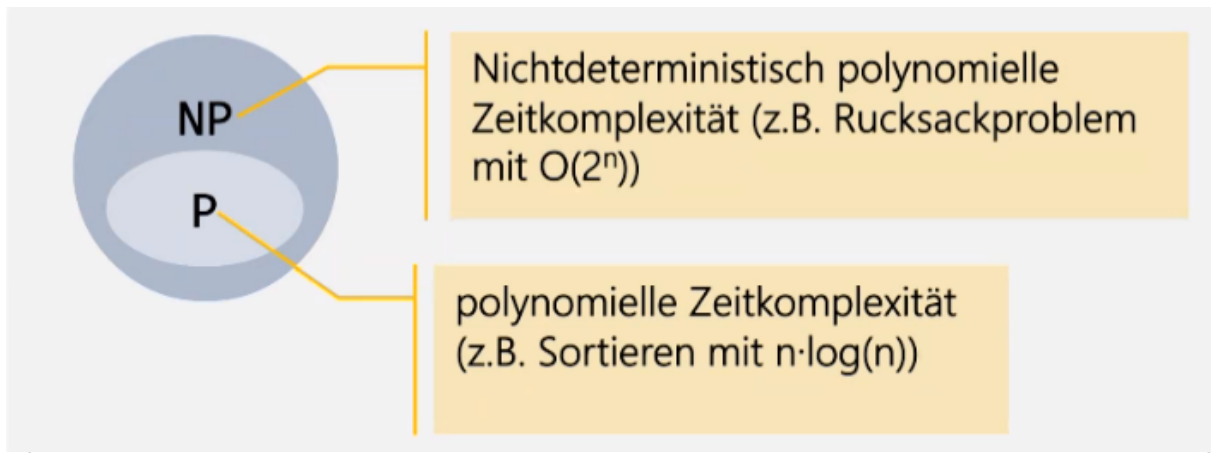 NP
Nichtdeterministisch polynomielle
Zeitkomplexität (z.B. Rucksackproblem
mit O(2ⁿ))
P
polynomielle Zeitkomplexität
(z.B. Sortieren mit n·log(n))